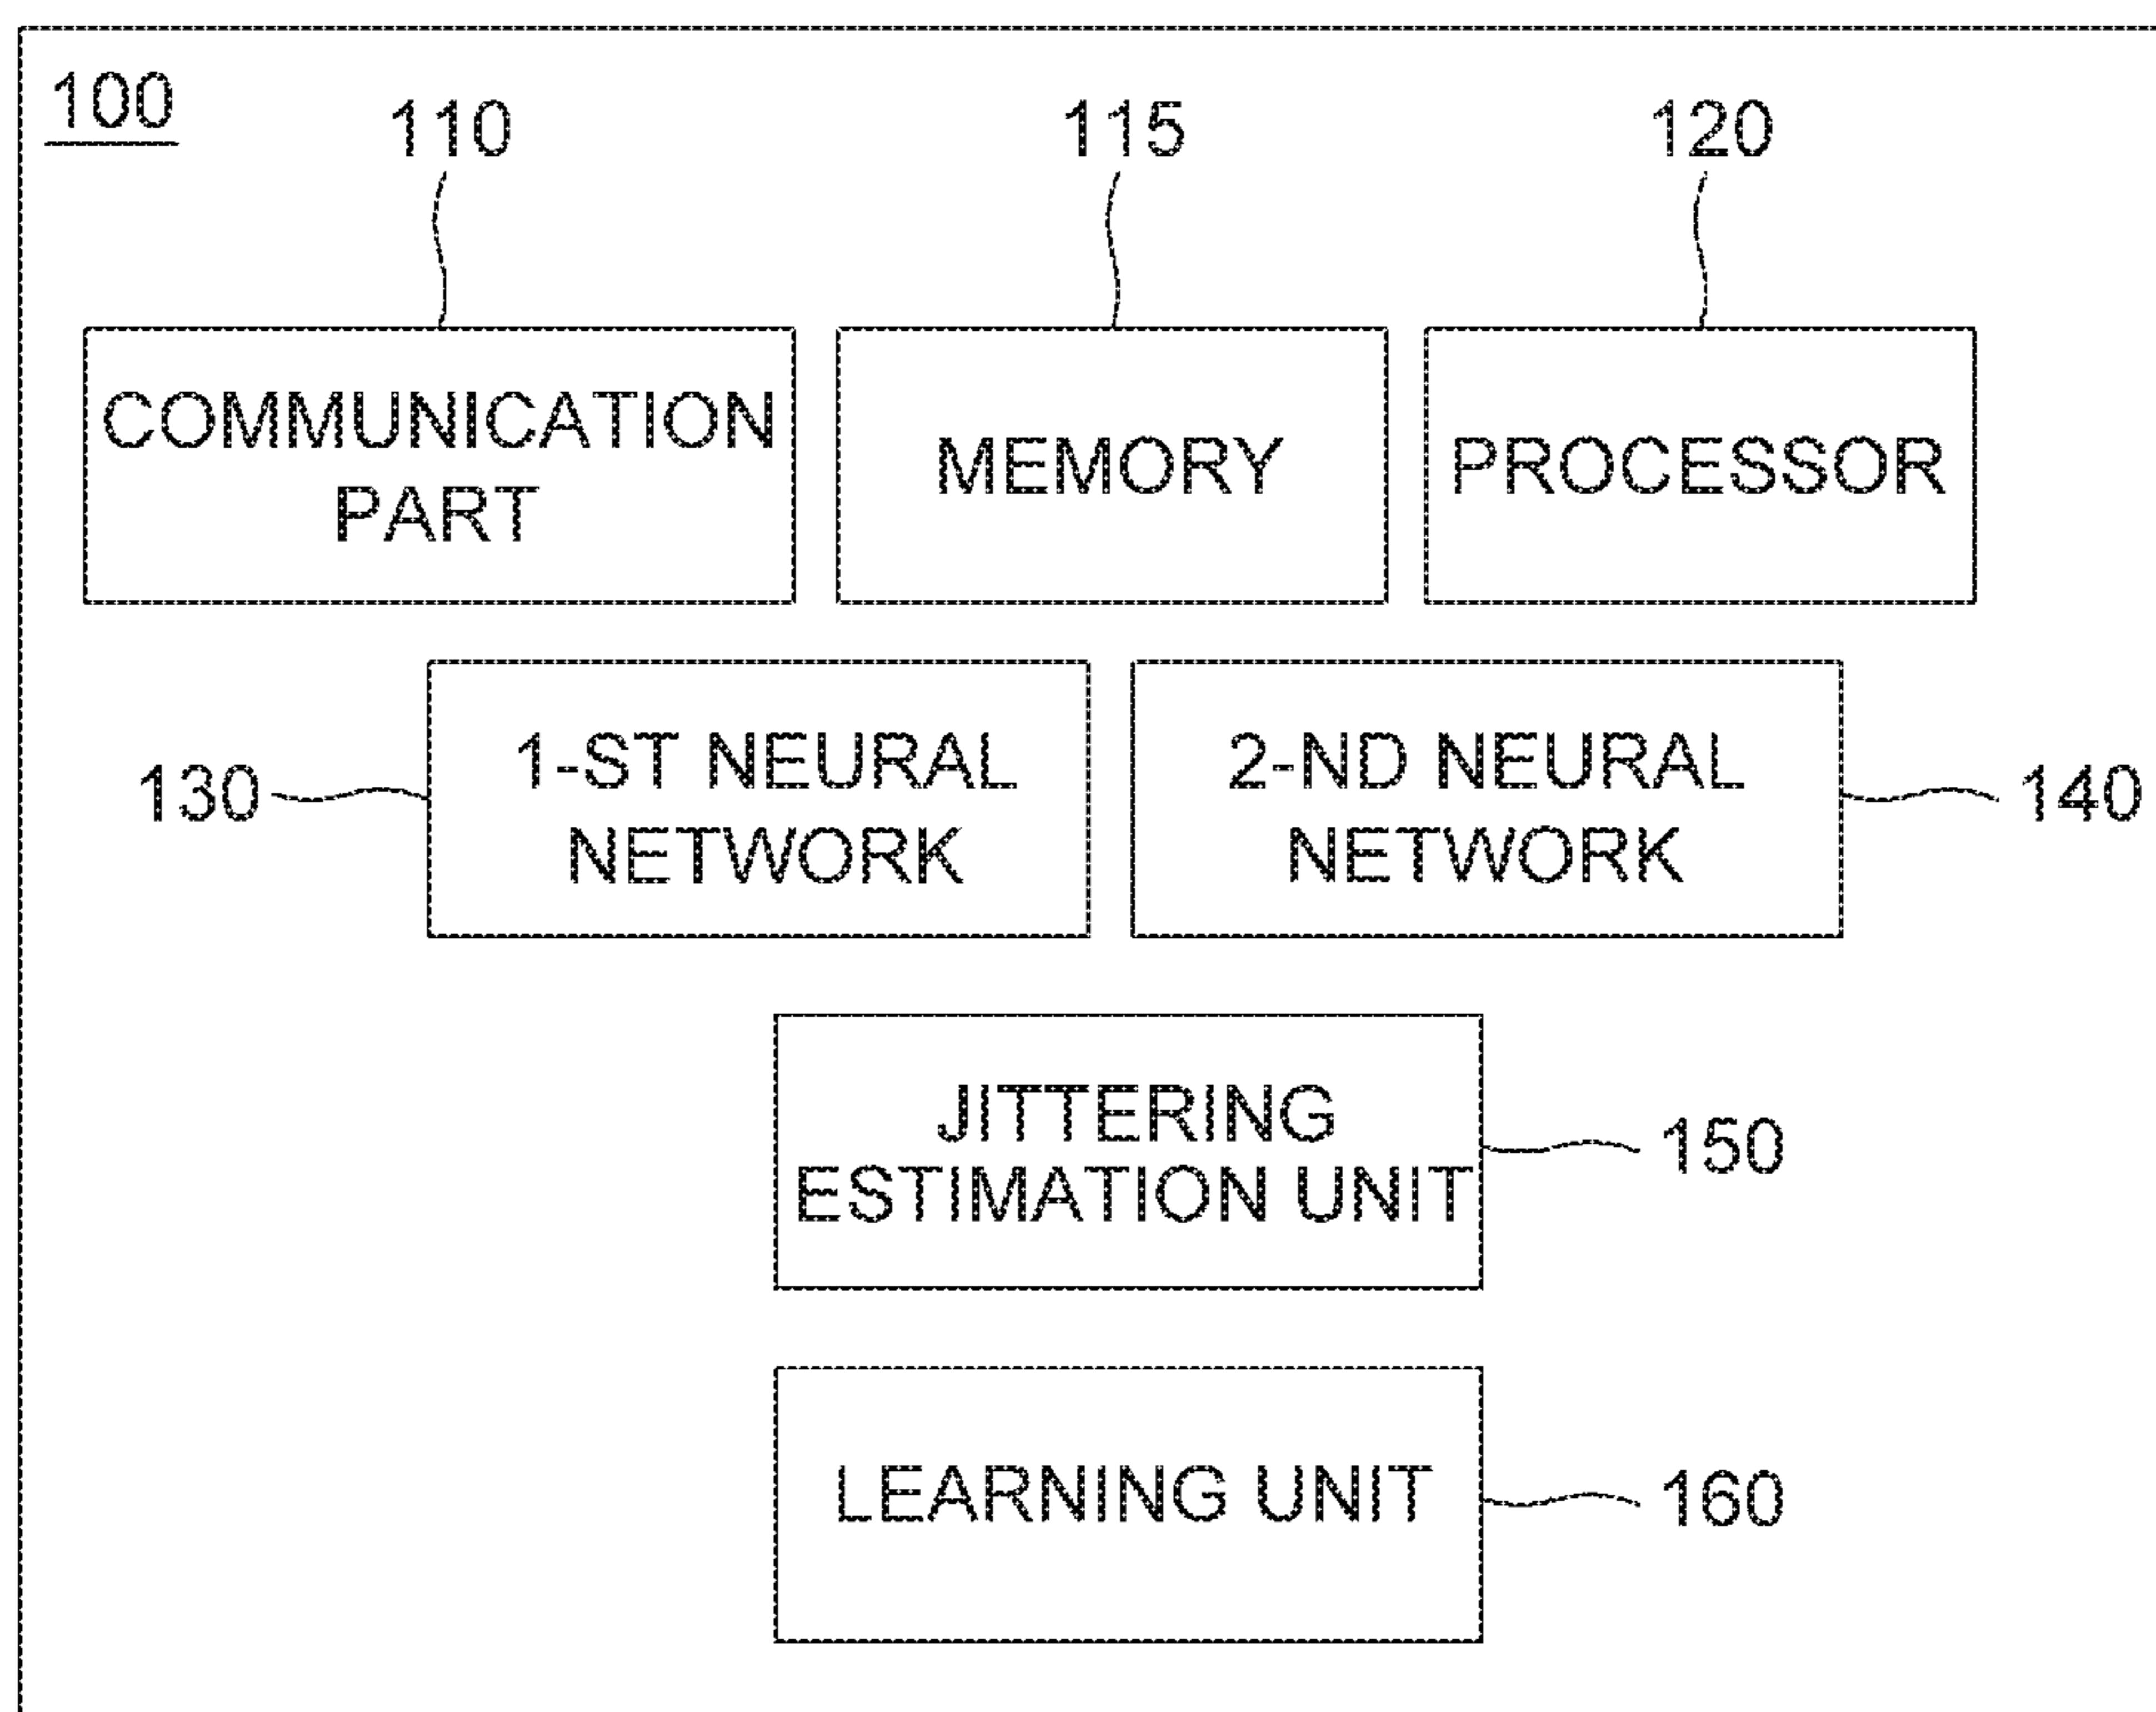 100
110
115
120
COMMUNICATION
PART
MEMORY
PROCESSOR
130
1-ST NEURAL
NETWORK
2-ND NEURAL
NETWORK
140
JITTERING
ESTIMATION UNIT
150
LEARNING UNIT
160